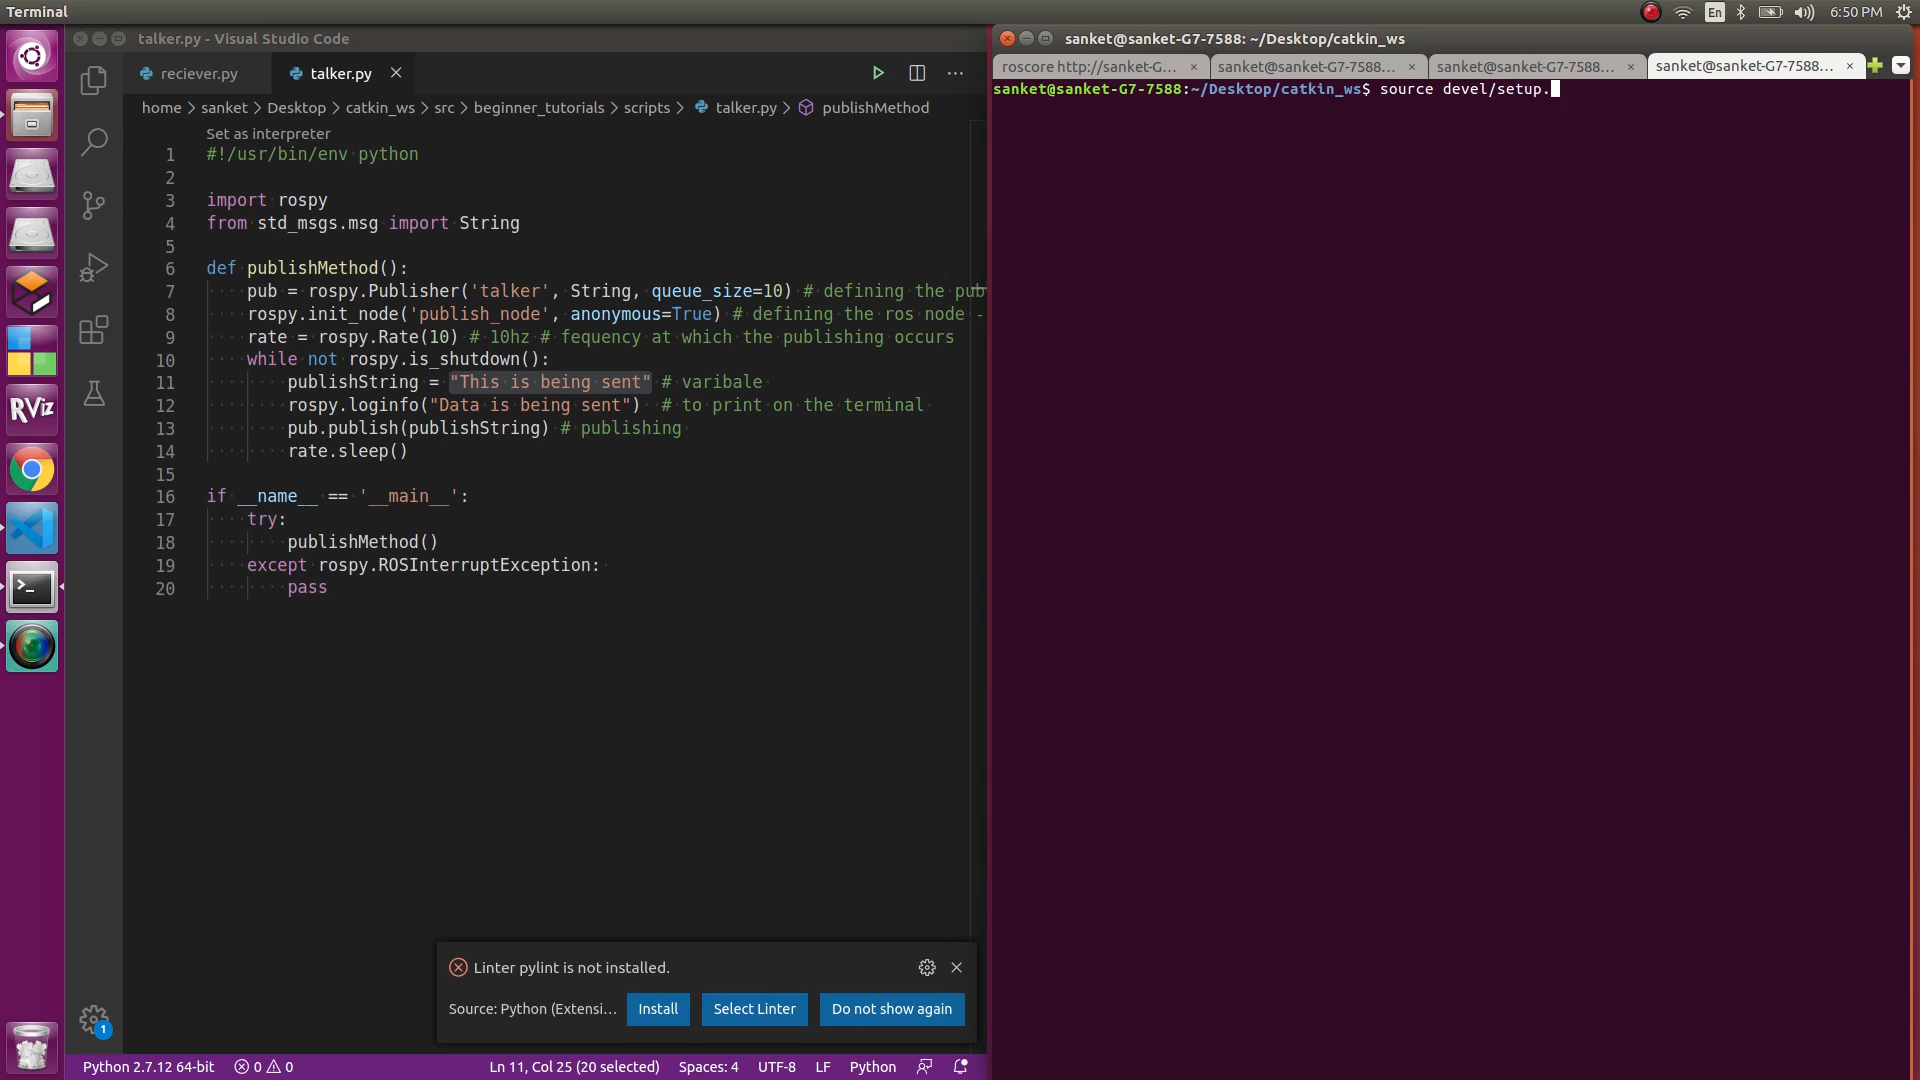 Terminal
En
6:50 PM
talker.py - Visual Studio Code
sanket@sanket-G7-7588: ~/Desktop/catkin_ws
reciever.py
talker.py
roscore http://sanket-G...
sanket@sanket-G7-7588...
sanket@sanket-G7-7588...
sanket@sanket-G7-7588...
sanket@sanket-G7-7588:~/Desktop/catkin_ws$ source devel/setup.
home > sanket > Desktop > catkin_ws > src > beginner_tutorials > scripts > talker.py > publishMethod
Set as interpreter
1 #!/usr/bin/env python
2
3 import rospy
4 from std_msgs.msg import String
5
6 def publishMethod():
7 pub = rospy.Publisher('talker', String, queue_size=10) # defining the pub
8 rospy.init_node('publish_node', anonymous=True) # defining the ros node -
9 rate = rospy.Rate(10) # 10hz # fequency at which the publishing occurs
10 while not rospy.is_shutdown():
11 publishString = "This is being sent" # varibale
12 rospy.loginfo("Data is being sent") # to print on the terminal
13 pub.publish(publishString) # publishing
14 rate.sleep()
15
16 if __name__ == '__main__':
17 try:
18 publishMethod()
19 except rospy.ROSInterruptException:
20 pass
RViz
Linter pylint is not installed.
Source: Python (Extensi...
Install
Select Linter
Do not show again
1
Python 2.7.12 64-bit
0
0
Ln 11, Col 25 (20 selected)
Spaces: 4
UTF-8
LF
Python